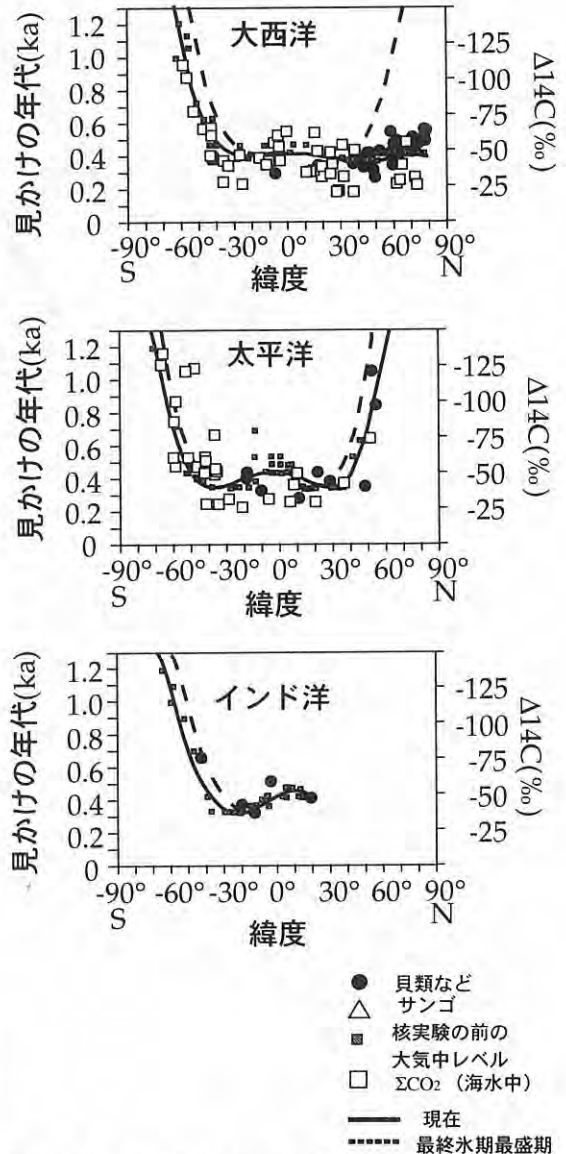 大西洋
見かけの年代(ka)
1.2
1.0
0.8
0.6
0.4
0.2
0
-125
-100
-75
-50
-25
Δ14C(‰)
-90° -60° -30° 0° 30° 60° 90°
S 緯度 N
太平洋
見かけの年代(ka)
1.2
1.0
0.8
0.6
0.4
0.2
0
-125
-100
-75
-50
-25
Δ14C(‰)
-90° -60° -30° 0° 30° 60° 90°
S 緯度 N
インド洋
見かけの年代(ka)
1.2
1.0
0.8
0.6
0.4
0.2
0
-125
-100
-75
-50
-25
Δ14C(‰)
-90° -60° -30° 0° 30° 60° 90°
S 緯度 N
貝類など
サンゴ
核実験の前の
大気中レベル
ΣCO₂ (海水中)
現在
最終氷期最盛期